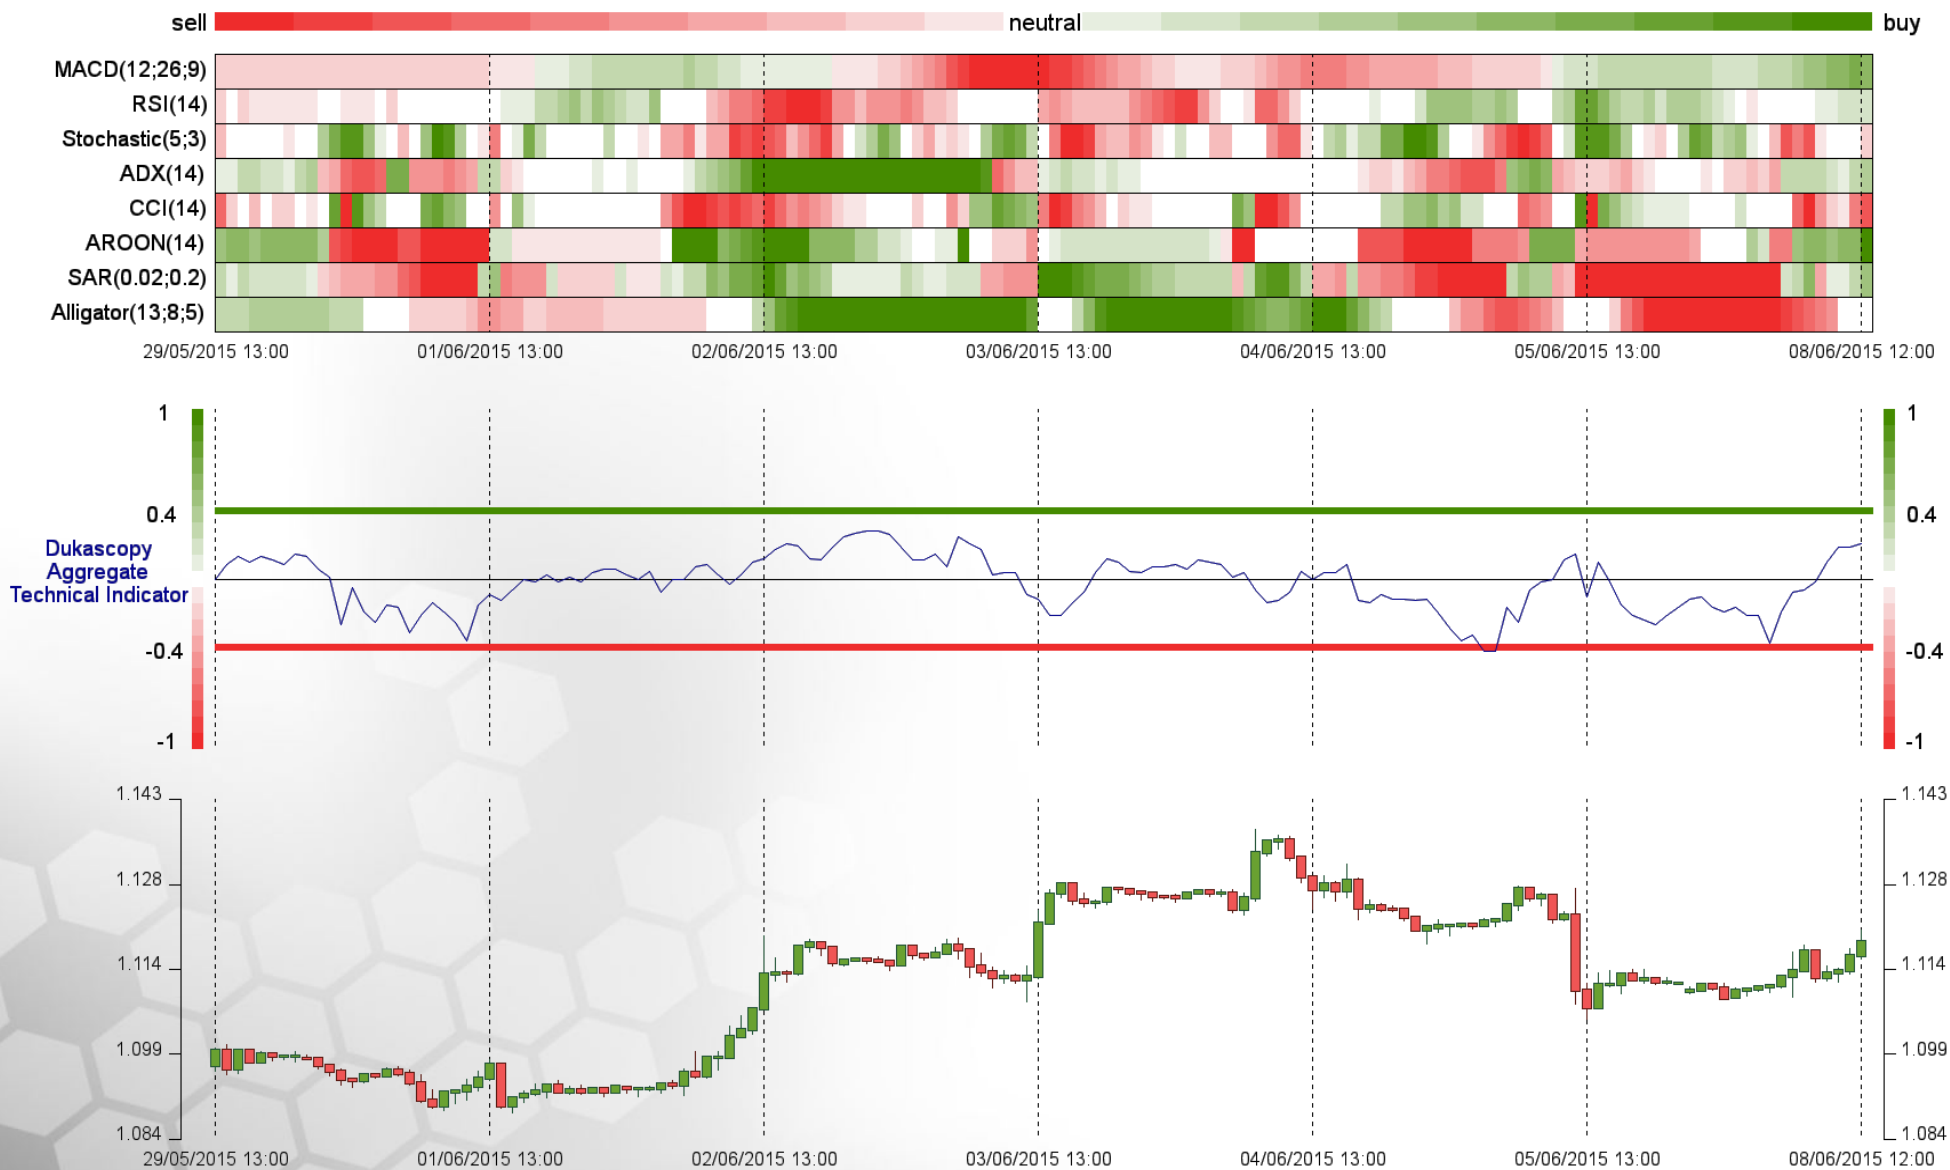 sell neutral buy
MACD(12;26;9)
RSI(14)
Stochastic(5;3)
ADX(14)
CCI(14)
AROON(14)
SAR(0.02;0.2)
Alligator(13;8;5)
29/05/2015 13:00 01/06/2015 13:00 02/06/2015 13:00 03/06/2015 13:00 04/06/2015 13:00 05/06/2015 13:00 08/06/2015 12:00
1 1
0.4 0.4
Dukascopy
Aggregate
Technical Indicator
-0.4 -0.4
-1 -1
1.143 1.143
1.128 1.128
1.114 1.114
1.099 1.099
1.084 1.084
29/05/2015 13:00 01/06/2015 13:00 02/06/2015 13:00 03/06/2015 13:00 04/06/2015 13:00 05/06/2015 13:00 08/06/2015 12:00